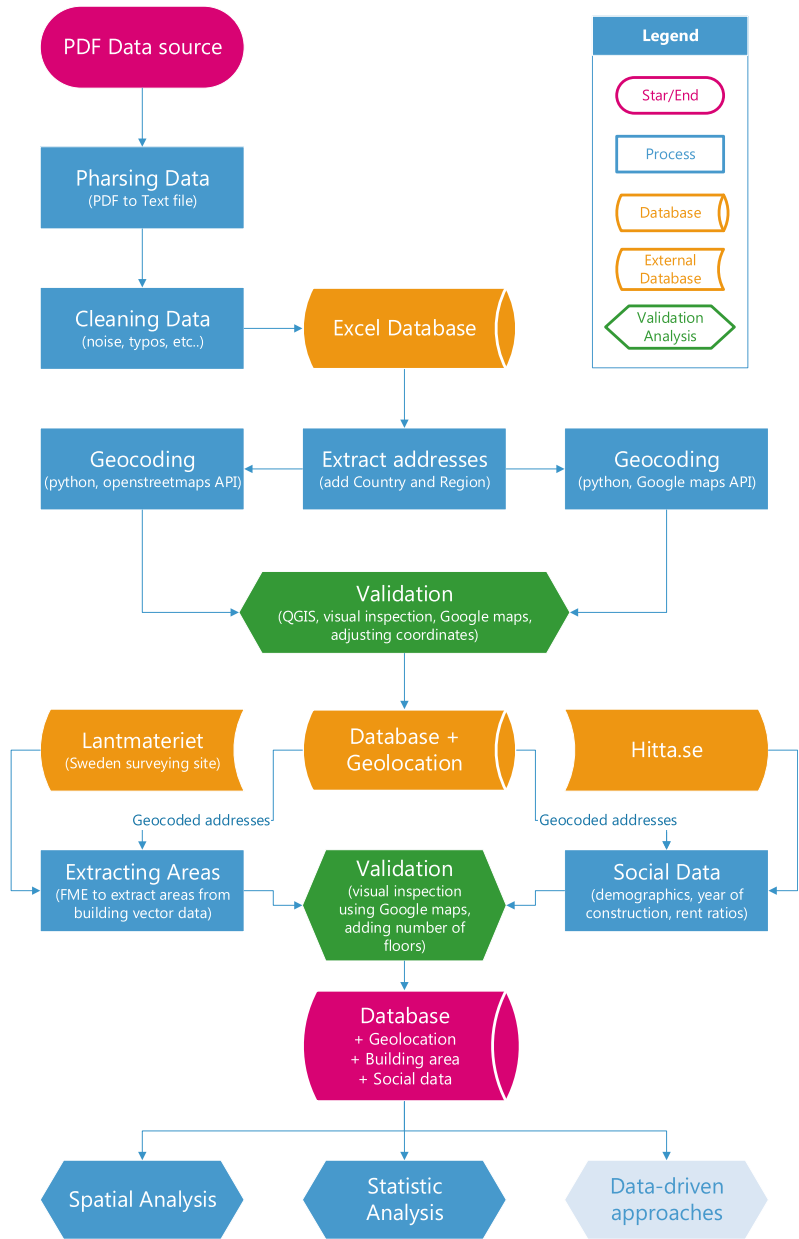 PDF Data source
Legend
Star/End
Process
Database
External
Database
Validation
Analysis
Pharsing Data
(PDF to Text file)
Cleaning Data
(noise, typos, etc..)
Excel Database
Geocoding
(python, openstreetmaps API)
Extract addresses
(add Country and Region)
Geocoding
(python, Google maps API)
Validation
(QGIS, visual inspection, Google maps,
adjusting coordinates)
Lantmateriet
(Sweden surveying site)
Database +
Geolocation
Hitta.se
Geocoded addresses
Geocoded addresses
Extracting Areas
(FME to extract areas from
building vector data)
Validation
(visual inspection
using Google maps,
adding number of
floors)
Social Data
(demographics, year of
construction, rent ratios)
Database
+ Geolocation
+ Building area
+ Social data
Spatial Analysis
Statistic
Analysis
Data-driven
approaches